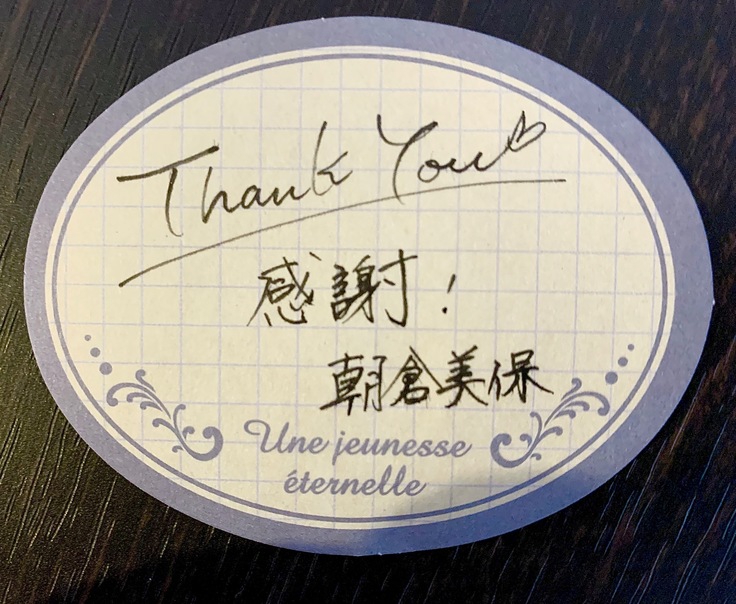 Thank You
感謝!
朝倉美保
Une jeunesse
éternelle